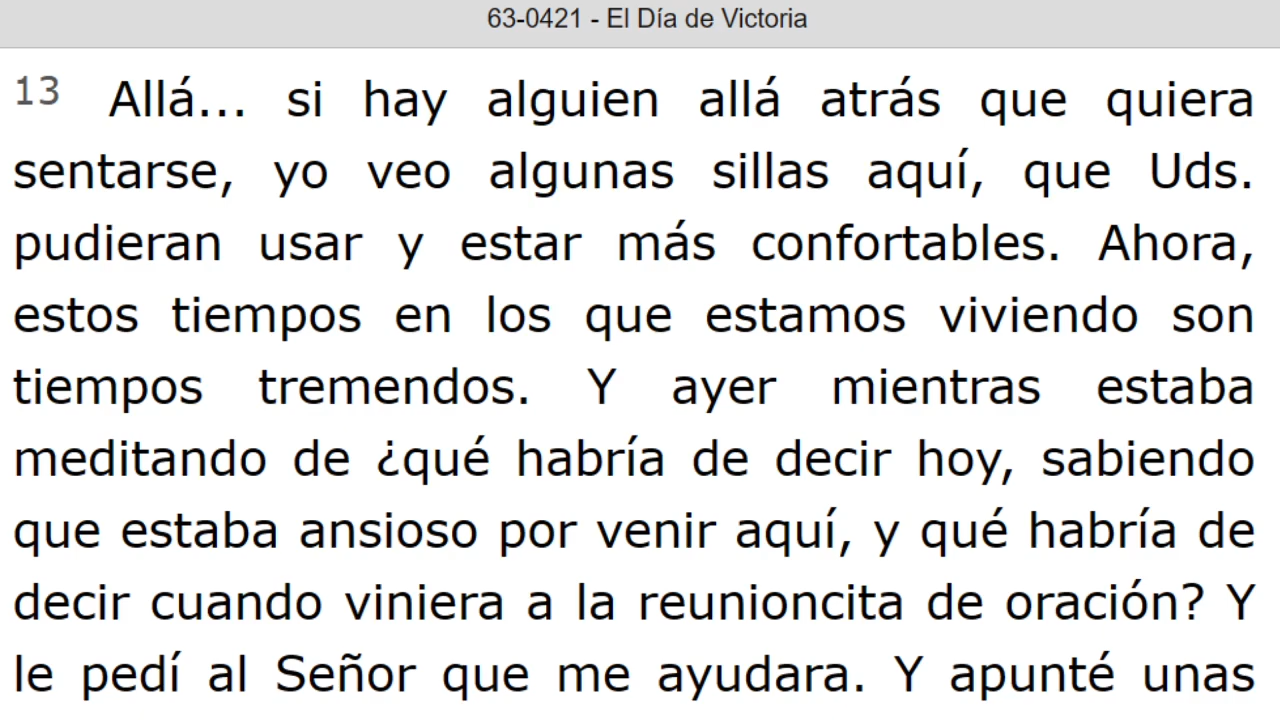 63-0421 - El Día de Victoria
13 Allá... si hay alguien allá atrás que quiera
sentarse, yo veo algunas sillas aquí, que Uds.
pudieran usar y estar más confortables. Ahora,
estos tiempos en los que estamos viviendo son
tiempos tremendos. Y ayer mientras estaba
meditando de ¿qué habría de decir hoy, sabiendo
que estaba ansioso por venir aquí, y qué habría de
decir cuando viniera a la reunioncita de oración? Y
le pedí al Señor que me ayudara. Y apunté unas